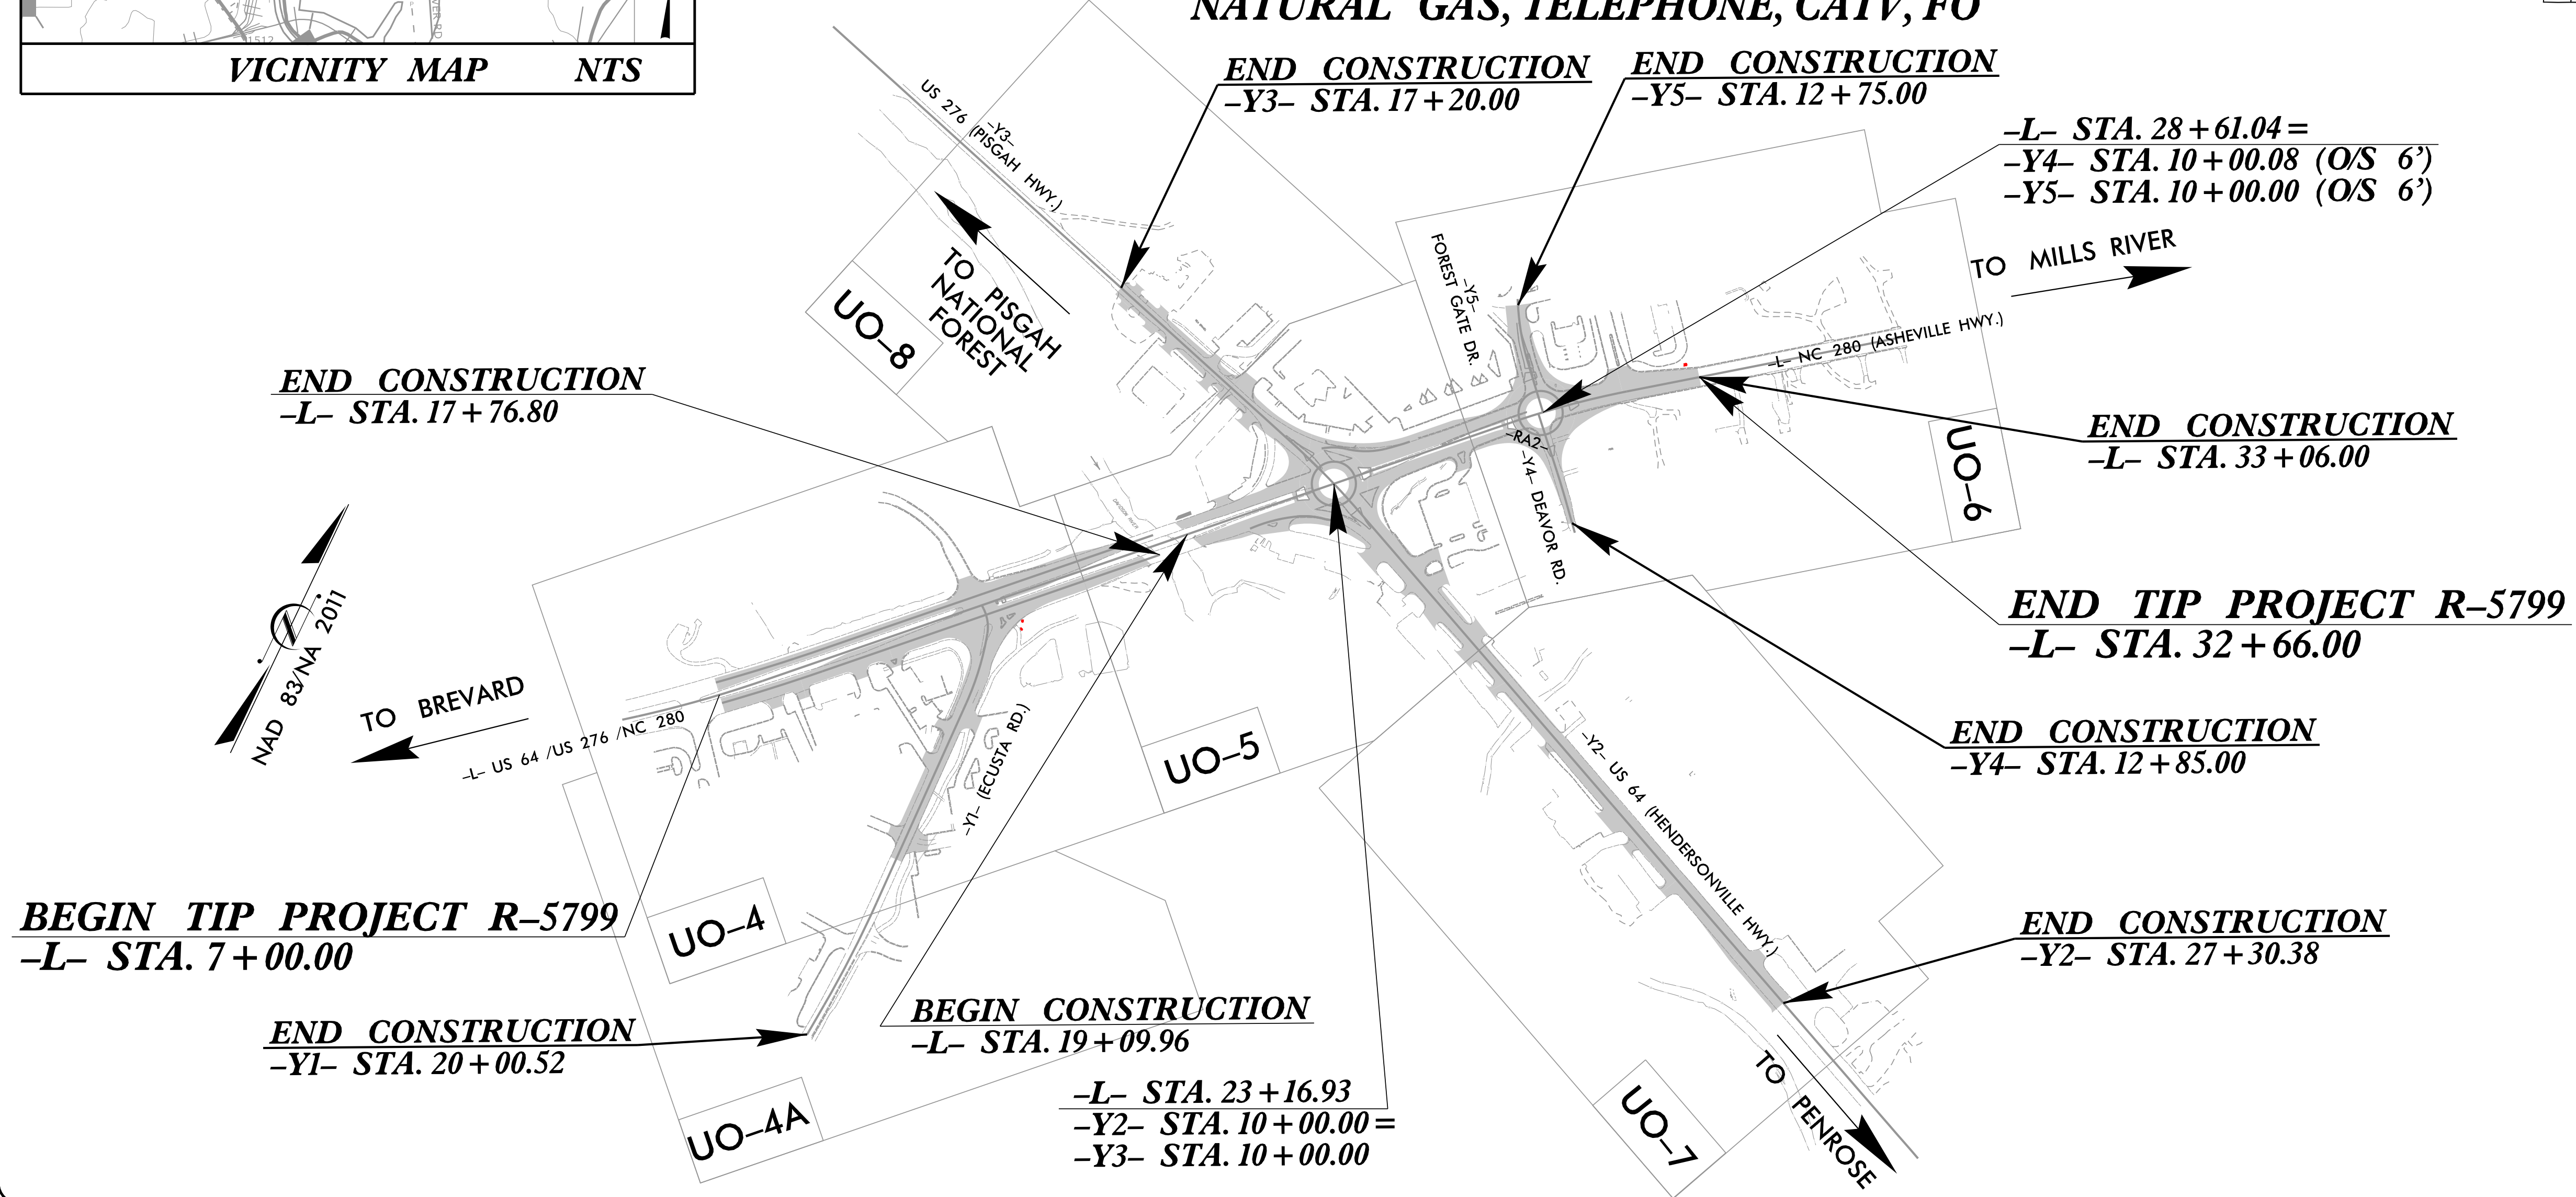 NATURAL GAS, TELEPHONE, CATV, FO
1512
VICINITY MAP NTS
END CONSTRUCTION
–Y3– STA. 17+20.00
END CONSTRUCTION
–Y5– STA. 12+75.00
–L– STA. 28+61.04=
–Y4– STA. 10+00.08 (O/S 6')
–Y5– STA. 10+00.00 (O/S 6')
US 276
–Y3–
(PISGAH HWY.)
TO PISGAH
NATIONAL
FOREST
UO–8
–Y5–
FOREST GATE DR.
TO MILLS RIVER
–L– NC 280 (ASHEVILLE HWY.)
END CONSTRUCTION
–L– STA. 17+76.80
END CONSTRUCTION
–L– STA. 33+06.00
–RA2–
–Y4– DEAVOR RD.
UO–6
DAVIDSON RIVER
NAD 83/NA 2011
END TIP PROJECT R–5799
–L– STA. 32+66.00
TO BREVARD
–L– US 64 /US 276 /NC 280
–Y1– (ECUSTA RD.)
UO–5
–Y2– US 64 (HENDERSONVILLE HWY.)
END CONSTRUCTION
–Y4– STA. 12+85.00
BEGIN TIP PROJECT R–5799
–L– STA. 7+00.00
UO–4
END CONSTRUCTION
–Y2– STA. 27+30.38
END CONSTRUCTION
–Y1– STA. 20+00.52
BEGIN CONSTRUCTION
–L– STA. 19+09.96
–L– STA. 23+16.93
–Y2– STA. 10+00.00=
–Y3– STA. 10+00.00
UO–4A
UO–7
TO PENROSE